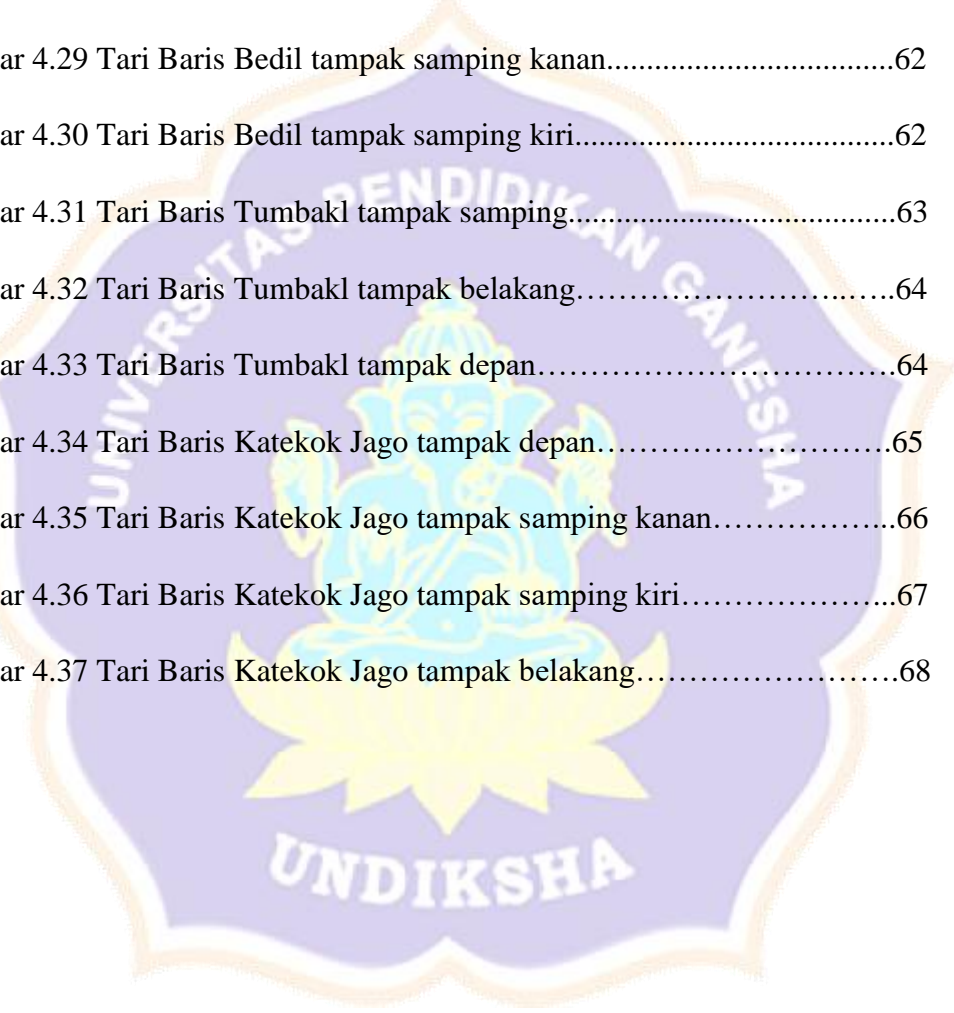 ar 4.29 Tari Baris Bedil tampak samping kanan....................................62
ar 4.30 Tari Baris Bedil tampak samping kiri........................................62
ar 4.31 Tari Baris Tumbakl tampak samping.........................................63
ar 4.32 Tari Baris Tumbakl tampak belakang……………………..…..64
ar 4.33 Tari Baris Tumbakl tampak depan…………………………….64
ar 4.34 Tari Baris Katekok Jago tampak depan……………………….65
ar 4.35 Tari Baris Katekok Jago tampak samping kanan……………...66
ar 4.36 Tari Baris Katekok Jago tampak samping kiri………………...67
ar 4.37 Tari Baris Katekok Jago tampak belakang…………………….68
UNIVERSITAS PENDIDIKAN GANESHA
UNDIKSHA